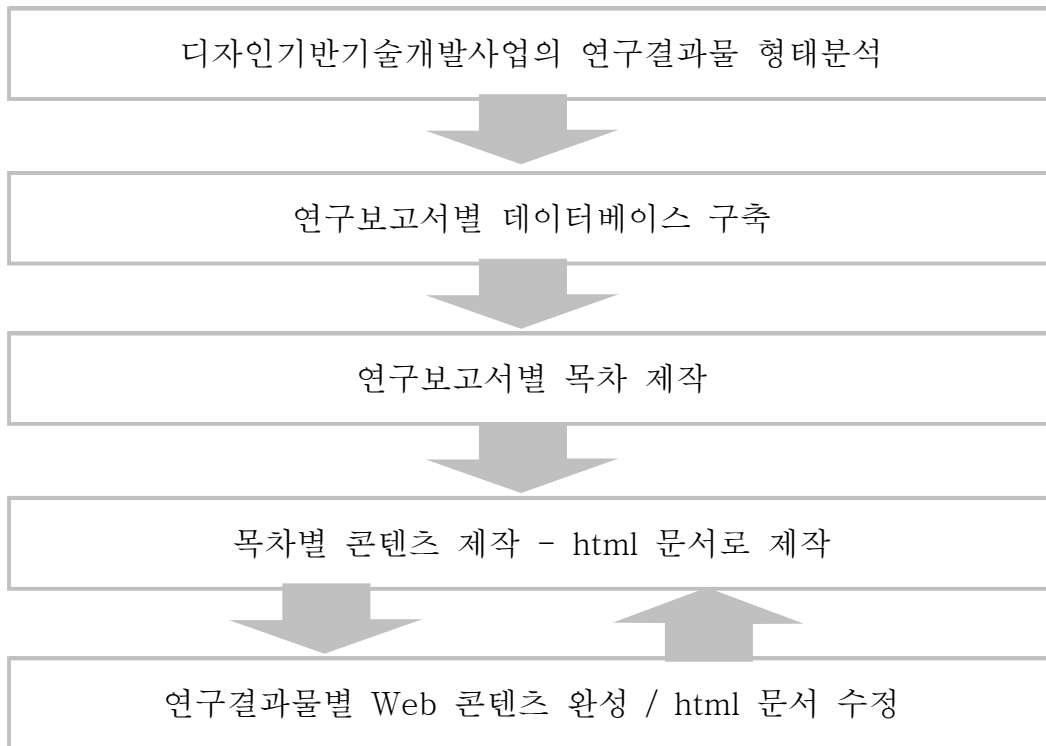 디자인기반기술개발사업의 연구결과물 형태분석
연구보고서별 데이터베이스 구축
연구보고서별 목차 제작
목차별 콘텐츠 제작 - html 문서로 제작
연구결과물별 Web 콘텐츠 완성 / html 문서 수정